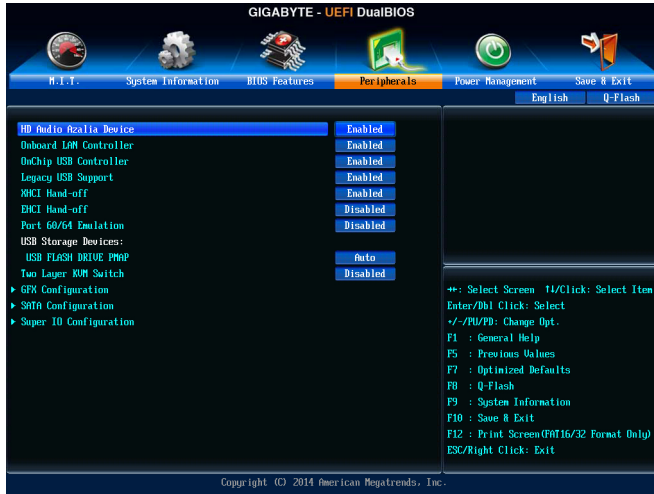 GIGABYTE - UEFI DualBIOS
M.I.T. System Information BIOS Features Peripherals Power Management Save & Exit
English Q-Flash
HD Audio Azalia Device Enabled
Onboard LAN Controller Enabled
OnChip USB Controller Enabled
Legacy USB Support Enabled
XHCI Hand-off Enabled
EHCI Hand-off Disabled
Port 60/64 Emulation Disabled
USB Storage Devices:
USB FLASH DRIVE PMAP Auto
Two Layer KVM Switch Disabled
GFX Configuration
SATA Configuration
Super IO Configuration
→←: Select Screen ↑↓/Click: Select Item
Enter/Dbl Click: Select
+/-/PU/PD: Change Opt.
F1 : General Help
F5 : Previous Values
F7 : Optimized Defaults
F8 : Q-Flash
F9 : System Information
F10 : Save & Exit
F12 : Print Screen(FAT16/32 Format Only)
ESC/Right Click: Exit
Copyright (C) 2014 American Megatrends, Inc.